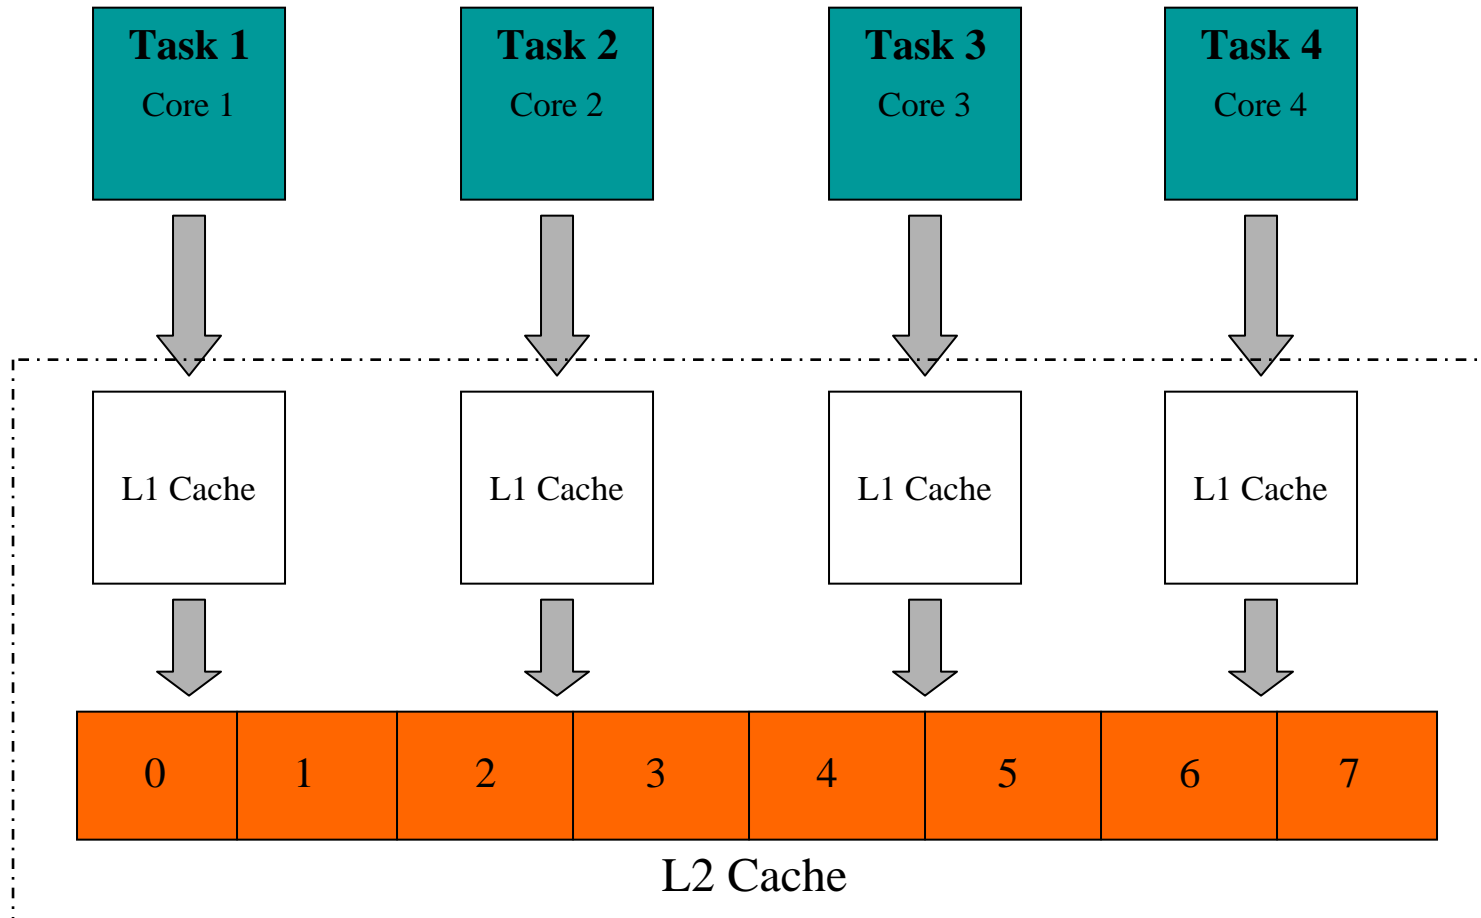 Task 1
Core 1
Task 2
Core 2
Task 3
Core 3
Task 4
Core 4
L1 Cache
L1 Cache
L1 Cache
L1 Cache
0 1 2 3 4 5 6 7
L2 Cache